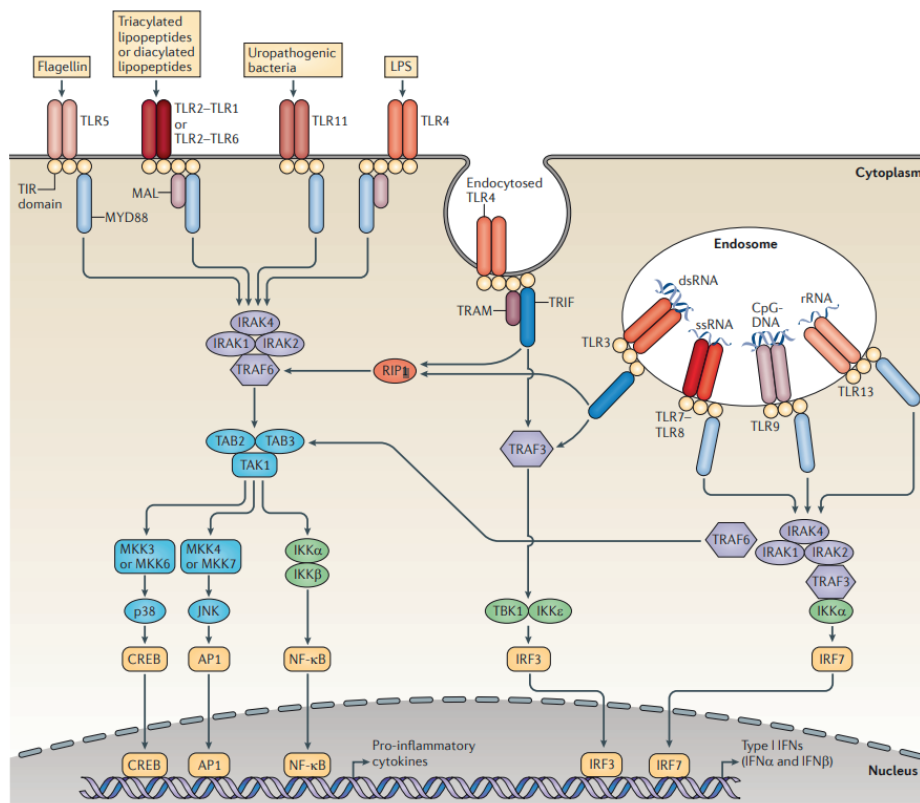 Triacylated
lipopeptides
or diacylated
lipopeptides
Flagellin
Uropathogenic
bacteria
LPS
TLR5
TLR2–TLR1
or
TLR2–TLR6
TLR11
TLR4
Cytoplasm
TIR
domain
MAL
MYD88
Endocytosed
TLR4
Endosome
TRAM
TRIF
dsRNA
ssRNA
CpG-
DNA
rRNA
TLR3
TLR7–
TLR8
TLR9
TLR13
IRAK4
IRAK1
IRAK2
TRAF6
RIP1
TRAF3
TAB2
TAB3
TAK1
TRAF6
IRAK4
IRAK1
IRAK2
TRAF3
IKKα
MKK3
or MKK6
MKK4
or MKK7
IKKα
IKKβ
p38
JNK
TBK1
IKKε
CREB
AP1
NF-κB
IRF3
IRF7
Pro-inflammatory
cytokines
Type I IFNs
(IFNα and IFNβ)
CREB
AP1
NF-κB
IRF3
IRF7
Nucleus